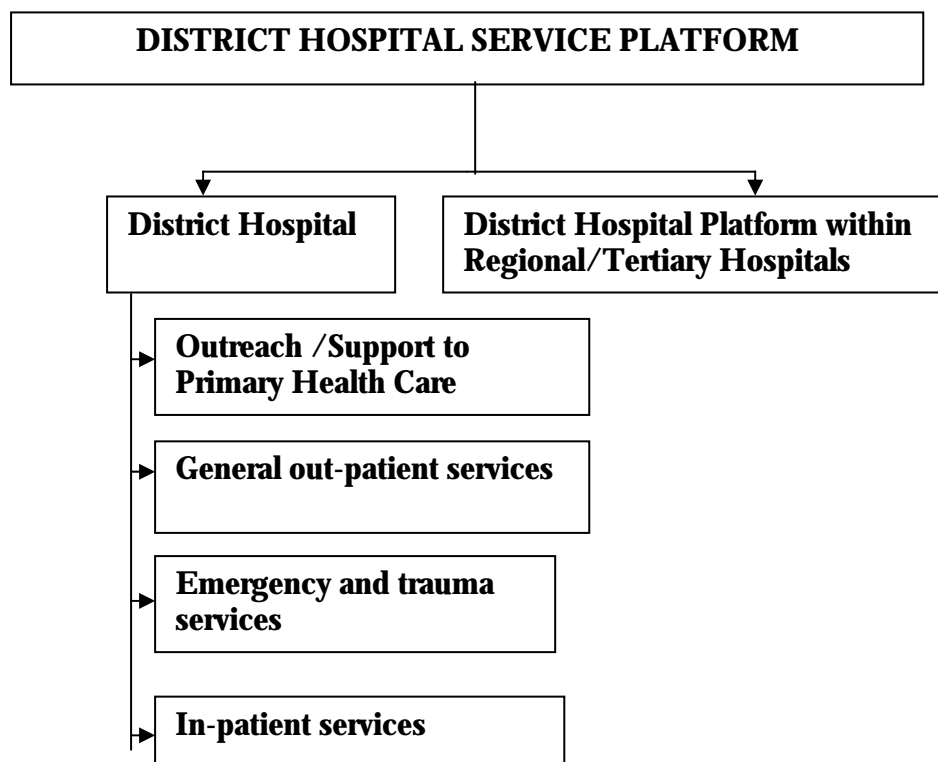 DISTRICT HOSPITAL SERVICE PLATFORM
District Hospital
District Hospital Platform within
Regional/Tertiary Hospitals
Outreach /Support to
Primary Health Care
General out-patient services
Emergency and trauma
services
In-patient services